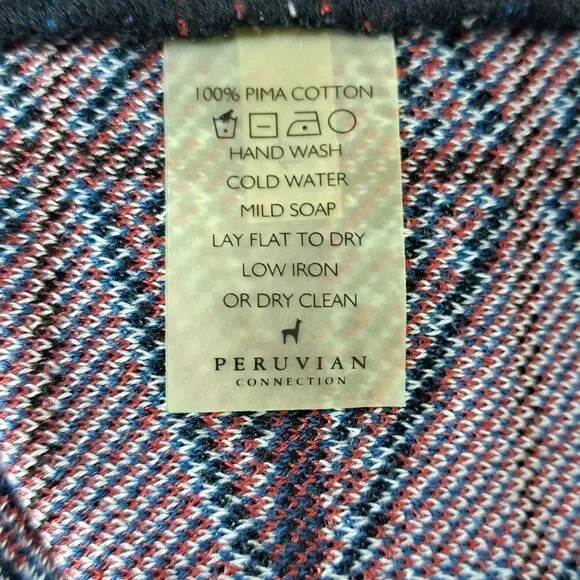 100% PIMA COTTON
HAND WASH
COLD WATER
MILD SOAP
LAY FLAT TO DRY
LOW IRON
OR DRY CLEAN
PERUVIAN
CONNECTION